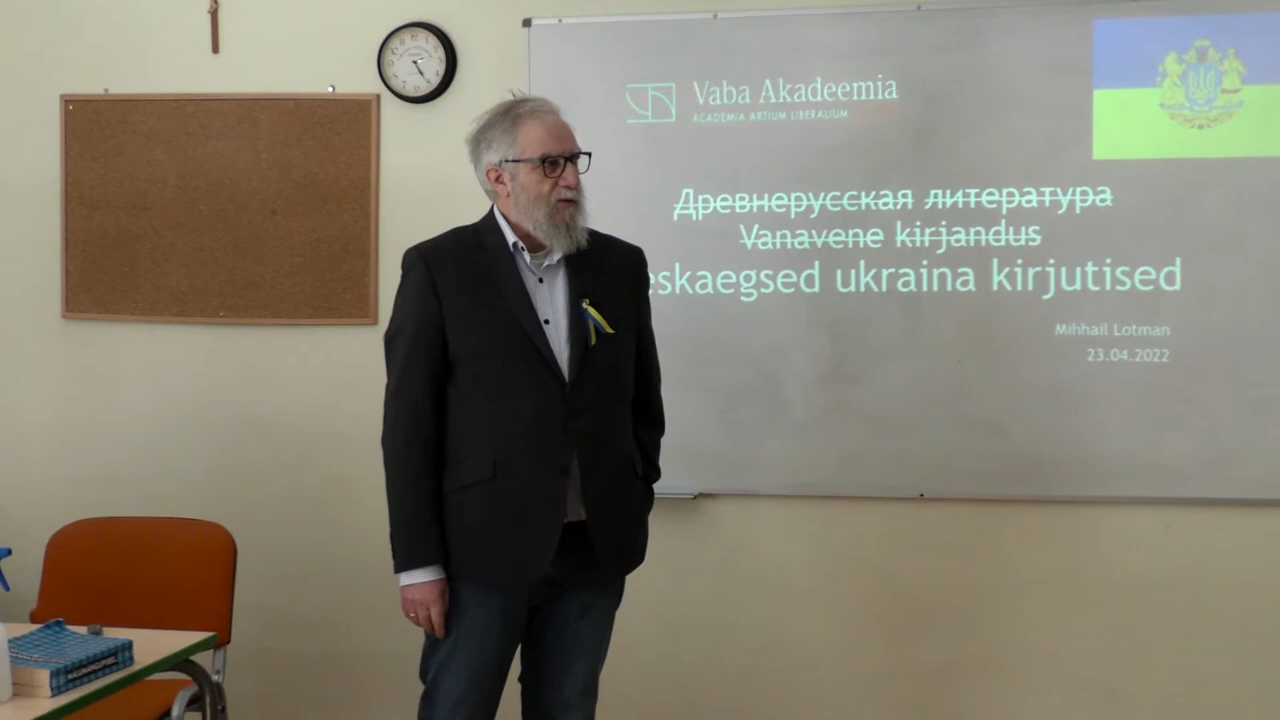 Vaba Akadeemia
ACADEMIA ARTIUM LIBERALIUM
Древнерусская литература
Vanavene kirjandus
eskaegsed ukraina kirjutised
Mihhail Lotman
23.04.2022